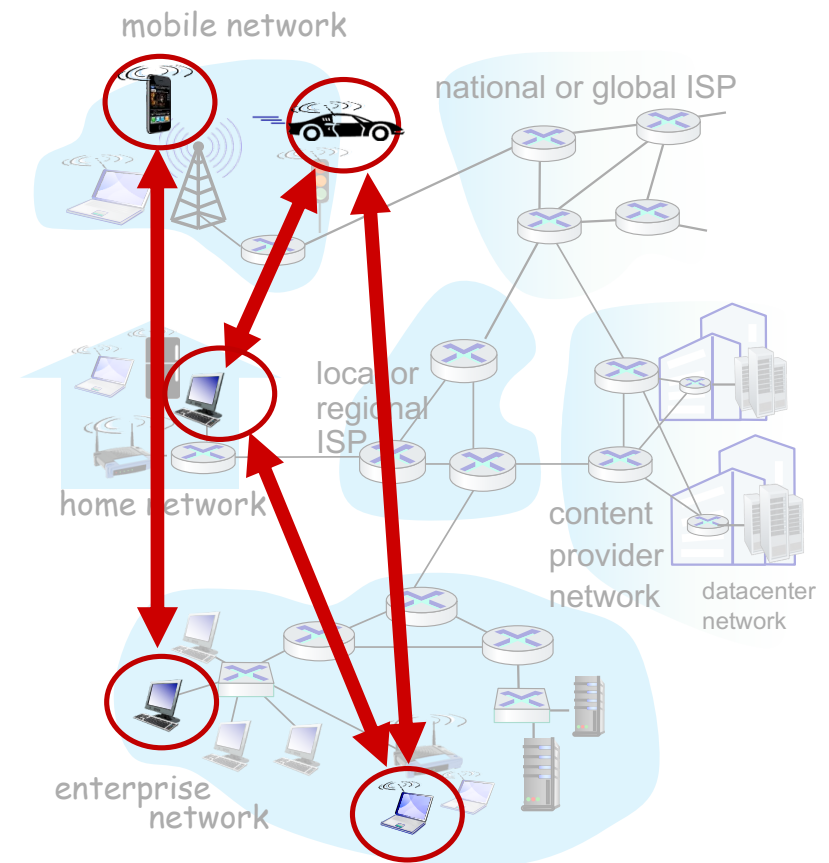 mobile network
national or global ISP
local or
regional
ISP
home network
content
provider
network
datacenter
network
enterprise
network